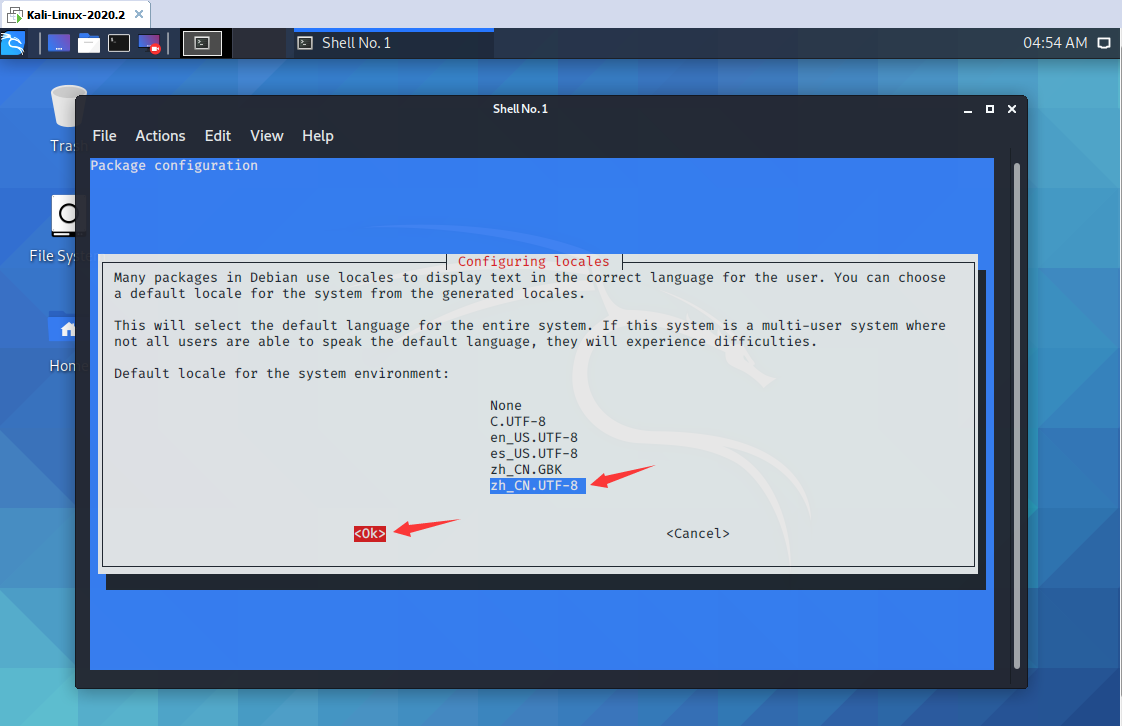 Kali-Linux-2020.2
Shell No. 1
04:54 AM
Shell No. 1
File Actions Edit View Help
Tras
File Sys
Hom
Package configuration
Configuring locales
Many packages in Debian use locales to display text in the correct language for the user. You can choose
a default locale for the system from the generated locales.
This will select the default language for the entire system. If this system is a multi-user system where
not all users are able to speak the default language, they will experience difficulties.
Default locale for the system environment:
None
C.UTF-8
en_US.UTF-8
es_US.UTF-8
zh_CN.GBK
zh_CN.UTF-8
<Ok> <Cancel>